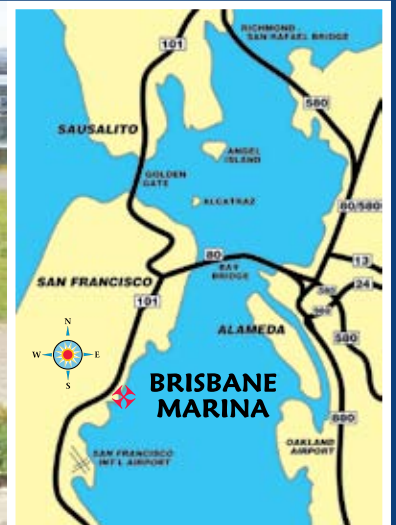 RICHMOND -
SAN RAFAEL BRIDGE
101
580
SAUSALITO
ANGEL
ISLAND
GOLDEN
GATE
ALCATRAZ
80/580
80
BAY
BRIDGE
13
SAN FRANCISCO
101
24
580
ALAMEDA
580
N
W
E
S
BRISBANE
MARINA
880
OAKLAND
AIRPORT
SAN FRANCISCO
INT'L AIRPORT